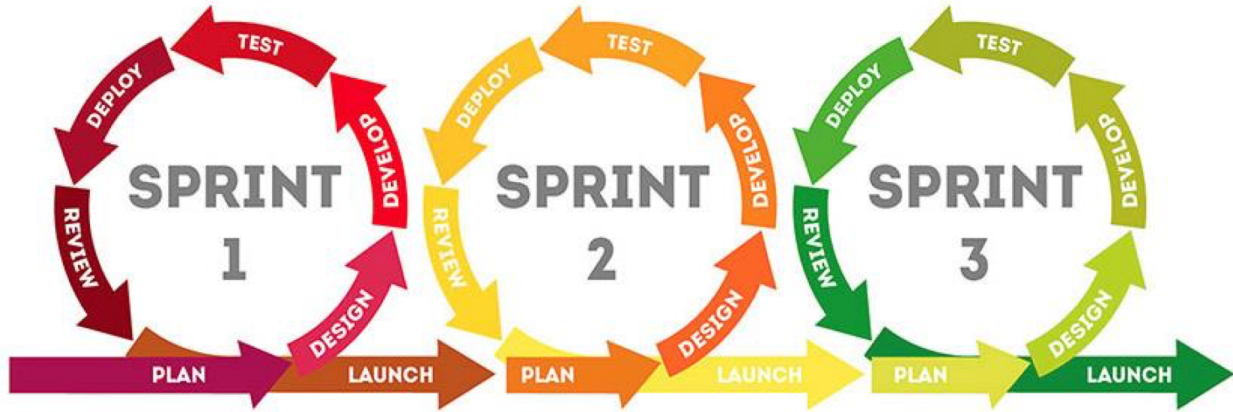 SPRINT
1
PLAN
DESIGN
DEVELOP
TEST
DEPLOY
REVIEW
LAUNCH
SPRINT
2
PLAN
DESIGN
DEVELOP
TEST
DEPLOY
REVIEW
LAUNCH
SPRINT
3
PLAN
DESIGN
DEVELOP
TEST
DEPLOY
REVIEW
LAUNCH